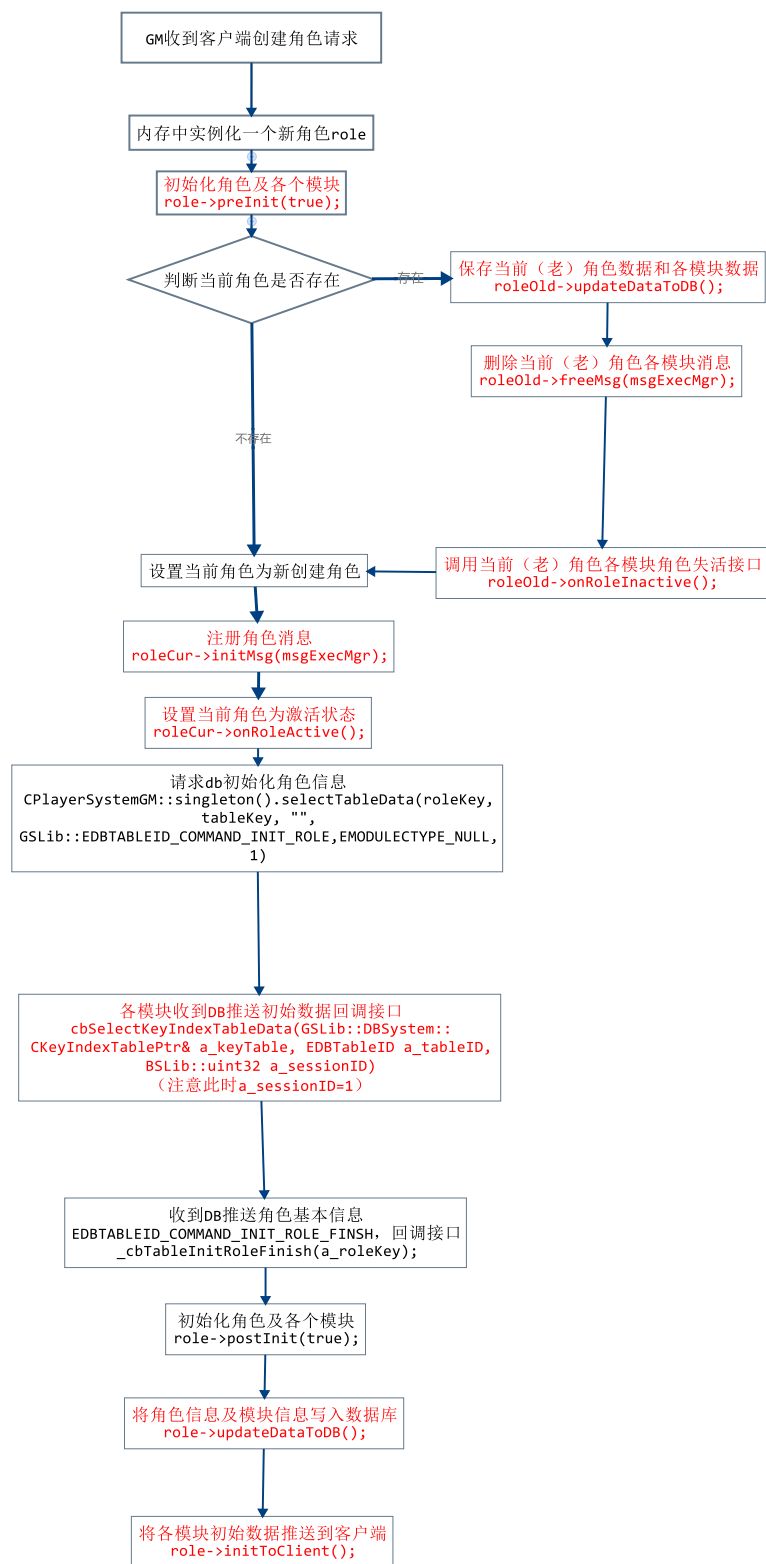 GM收到客户端创建角色请求
内存中实例化一个新角色role
初始化角色及各个模块
role->preInit(true);
判断当前角色是否存在
存在
保存当前（老）角色数据和各模块数据
roleOld->updateDataToDB();
删除当前（老）角色各模块消息
roleOld->freeMsg(msgExecMgr);
不存在
调用当前（老）角色各模块角色失活接口
roleOld->onRoleInactive();
设置当前角色为新创建角色
注册角色消息
roleCur->initMsg(msgExecMgr);
设置当前角色为激活状态
roleCur->onRoleActive();
请求db初始化角色信息
CPlayerSystemGM::singleton().selectTableData(roleKey,
tableKey, "",
GSLib::EDBTABLEID_COMMAND_INIT_ROLE,EMODULECTYPE_NULL,
1)
各模块收到DB推送初始数据回调接口
cbSelectKeyIndexTableData(GSLib::DBSystem::
CKeyIndexTablePtr& a_keyTable, EDBTableID a_tableID,
BSLib::uint32 a_sessionID)
（注意此时a_sessionID=1）
收到DB推送角色基本信息
EDBTABLEID_COMMAND_INIT_ROLE_FINSH，回调接口
_cbTableInitRoleFinish(a_roleKey);
初始化角色及各个模块
role->postInit(true);
将角色信息及模块信息写入数据库
role->updateDataToDB();
将各模块初始数据推送到客户端
role->initToClient();